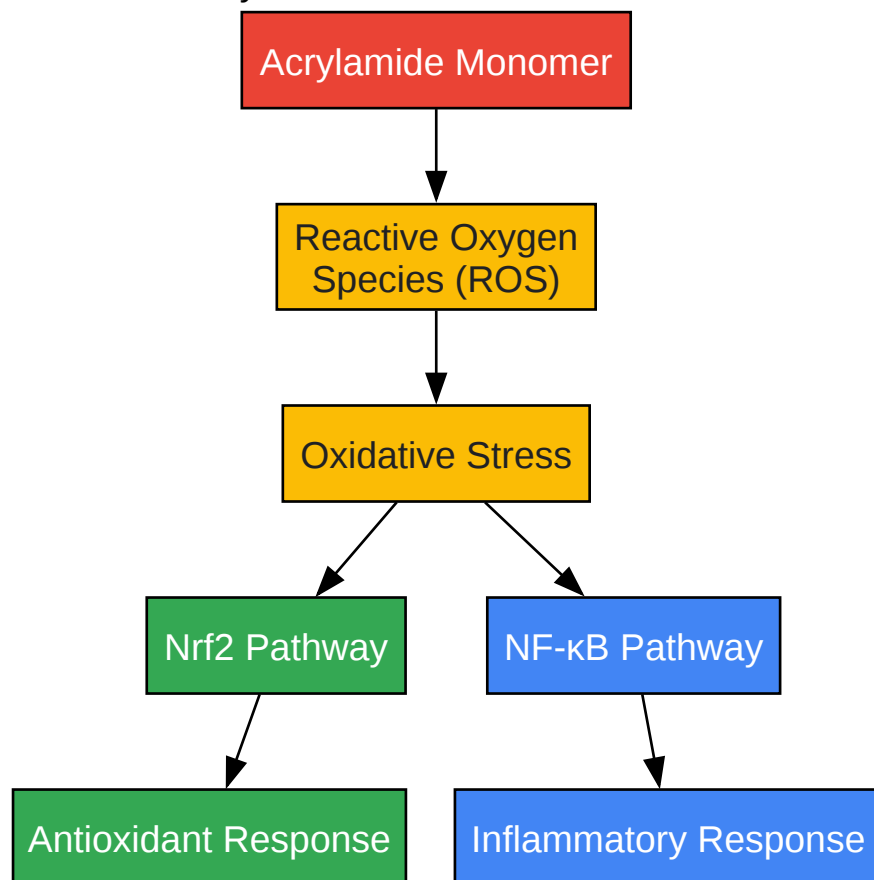 Acrylamide Monomer
Reactive Oxygen
Species (ROS)
Oxidative Stress
Nrf2 Pathway
NF-κB Pathway
Antioxidant Response
Inflammatory Response